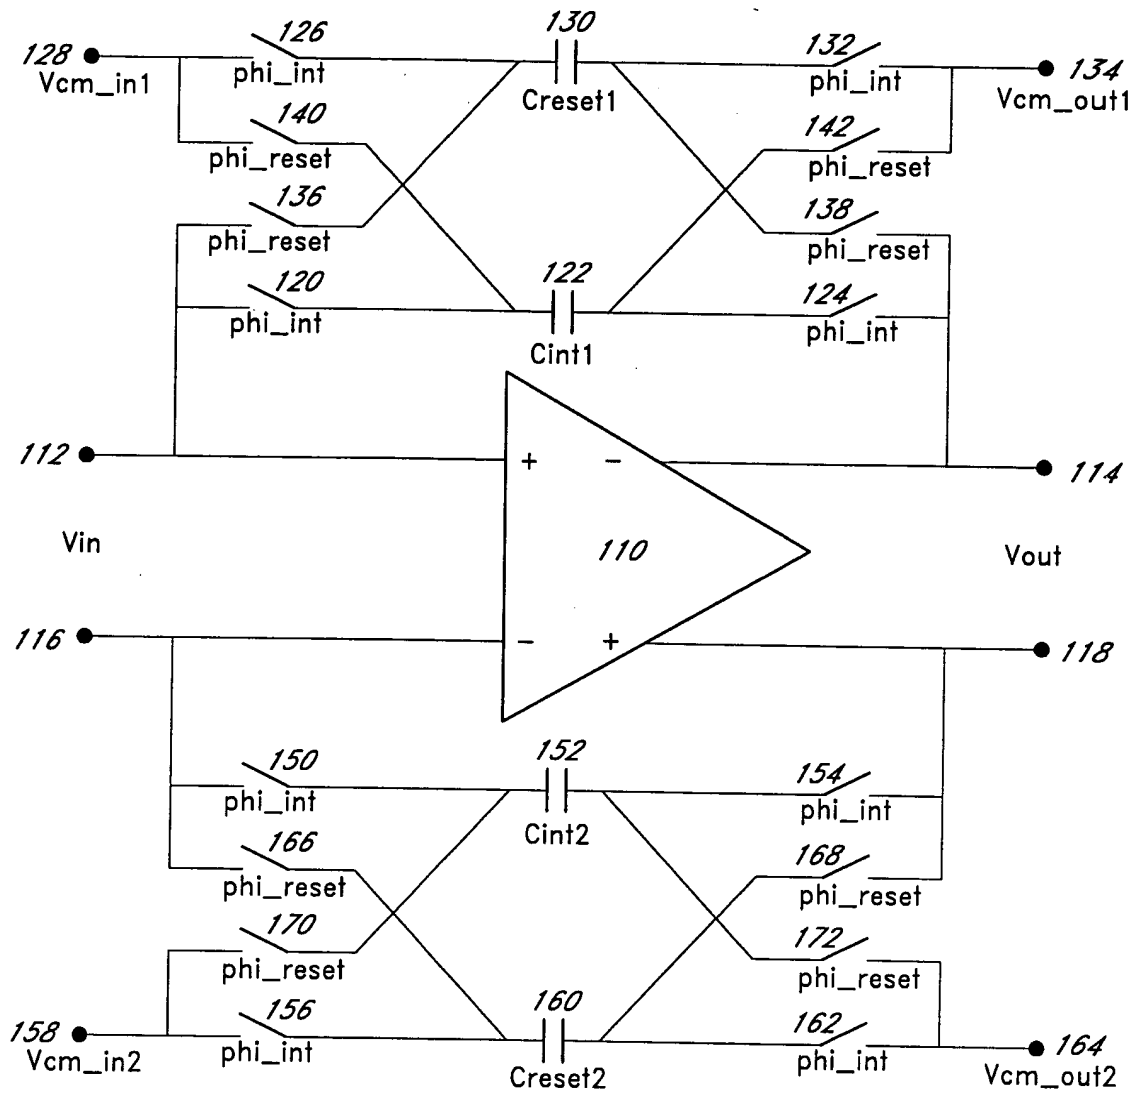 130
126
128
132
134
Vcm_in1
phi_int
Creset1
phi_int
Vcm_out1
140
142
phi_reset
phi_reset
136
138
phi_reset
phi_reset
120
122
124
phi_int
Cint1
phi_int
112
+
−
114
Vin
110
Vout
116
−
+
118
150
152
154
phi_int
Cint2
phi_int
166
168
phi_reset
phi_reset
170
172
phi_reset
phi_reset
156
160
162
158
164
Vcm_in2
phi_int
Creset2
phi_int
Vcm_out2